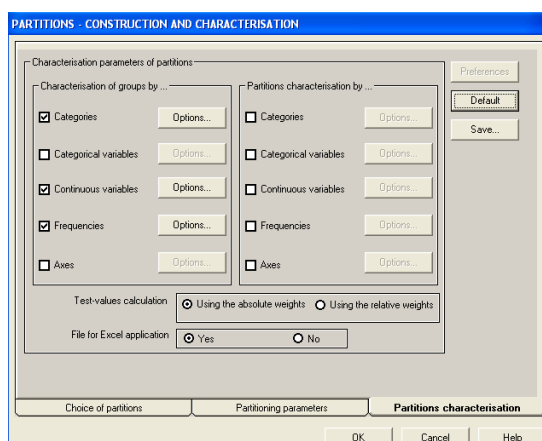 PARTITIONS - CONSTRUCTION AND CHARACTERISATION
Characterisation parameters of partitions
Characterisation of groups by ...
Categories Options...
Categorical variables Options...
Continuous variables Options...
Frequencies Options...
Axes Options...
Partitions characterisation by ...
Categories Options...
Categorical variables Options...
Continuous variables Options...
Frequencies Options...
Axes Options...
Preferences
Default
Save...
Test-values calculation Using the absolute weights Using the relative weights
File for Excel application Yes No
Choice of partitions Partitioning parameters Partitions characterisation
OK Cancel Help